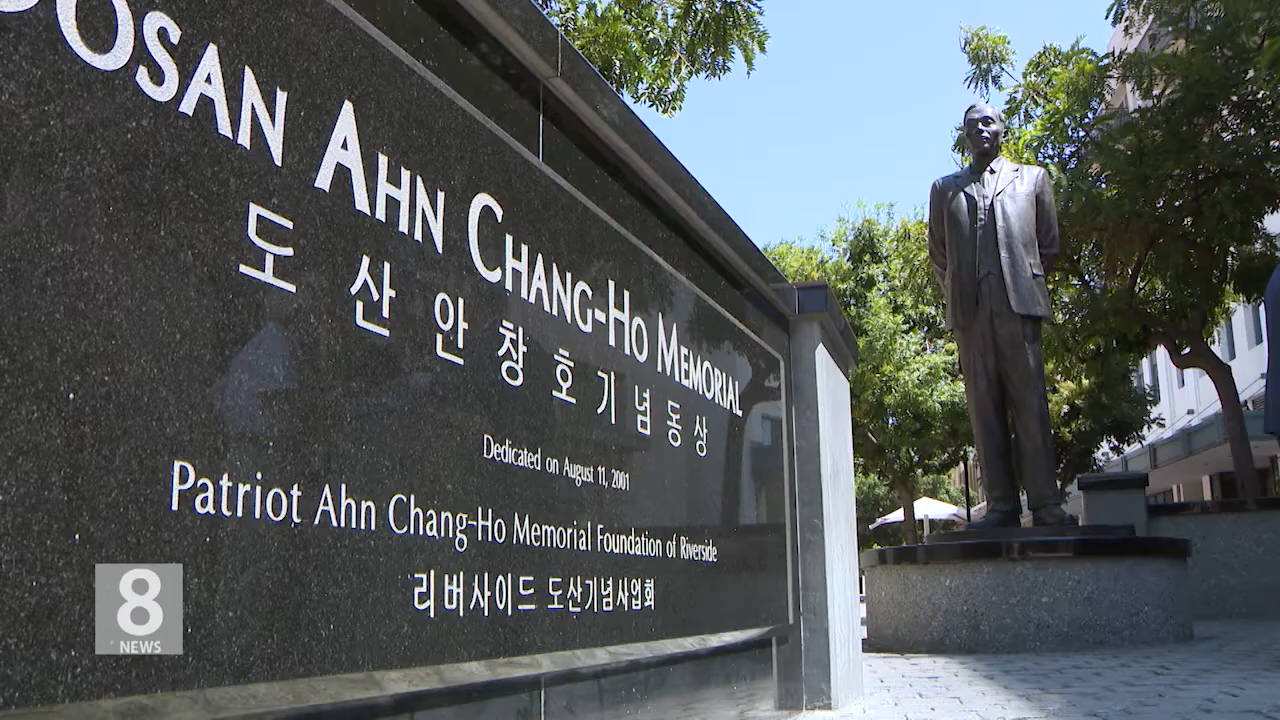 DOSAN AHN CHANG-HO MEMORIAL
도산안창호기념동상
Dedicated on August 11, 2001
Patriot Ahn Chang-Ho Memorial Foundation of Riverside
리버사이드 도산기념사업회
8
NEWS